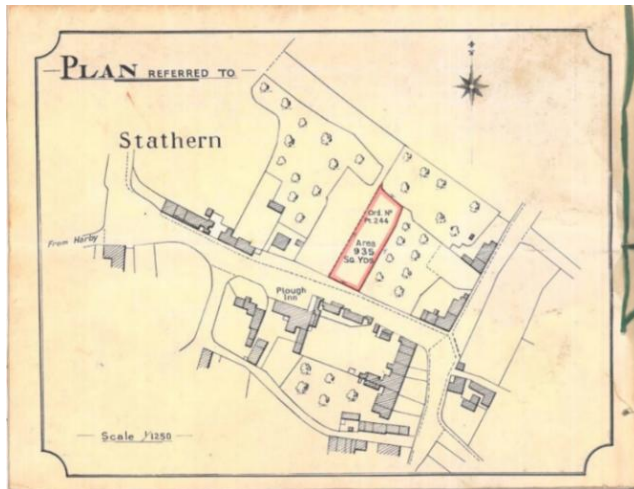 PLAN REFERRED TO
Stathern
From Harby
Ord. Nº
Pt. 244
Area
935
Sq. Yds
Plough
Inn
Scale 1/1250